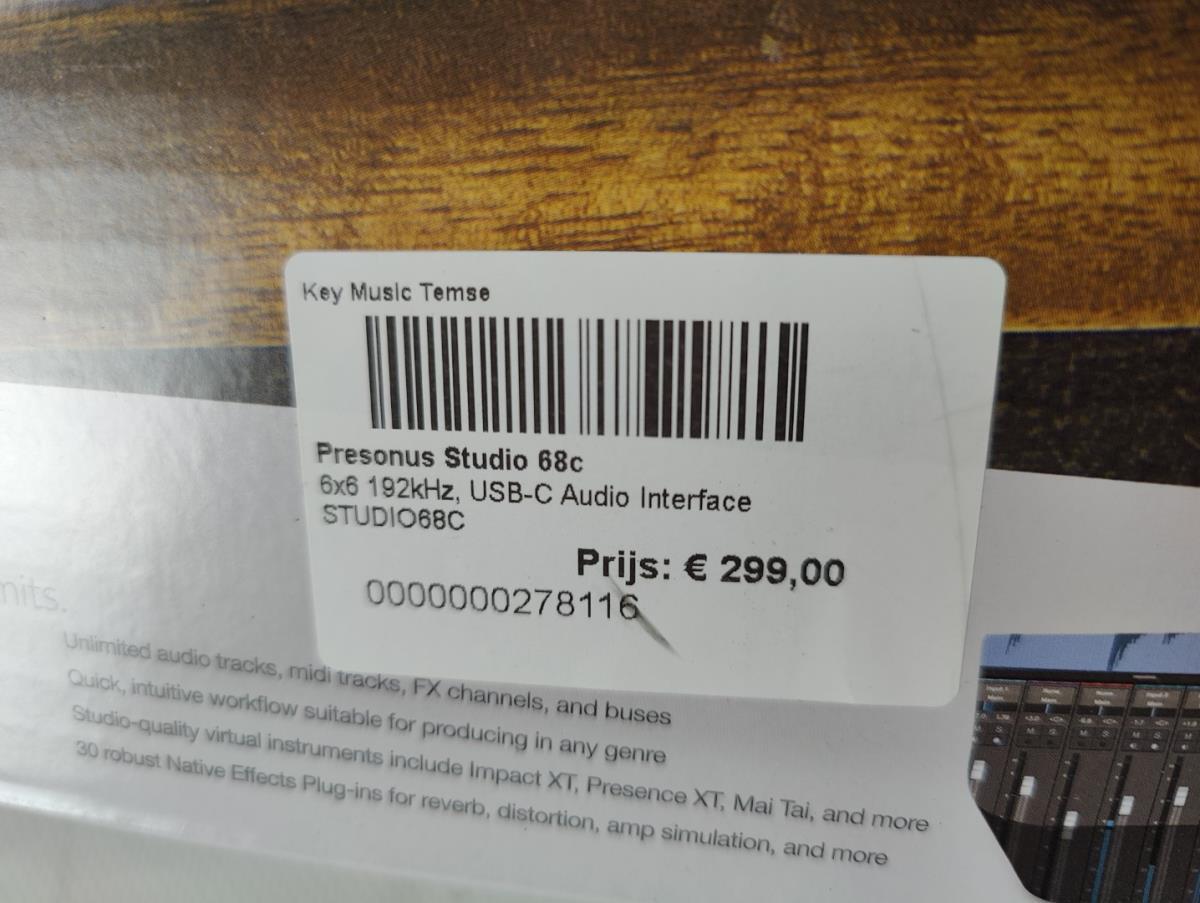 Key Music Temse
Presonus Studio 68c
6x6 192kHz, USB-C Audio Interface
STUDIO68C
Prijs: € 299,00
0000000278116
mits.
Unlimited audio tracks, midi tracks, FX channels, and buses
Quick, intuitive workflow suitable for producing in any genre
Studio-quality virtual instruments include Impact XT, Presence XT, Mai Tai, and more
30 robust Native Effects Plug-ins for reverb, distortion, amp simulation, and more